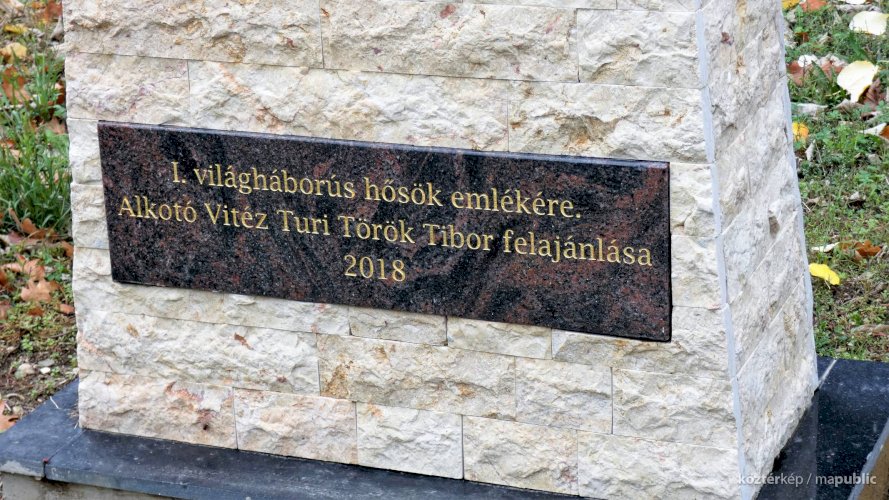 I. világháborús hősök emlékére.
Alkotó Vitéz Turi Török Tibor felajánlása
2018
köztérkép / mapublic